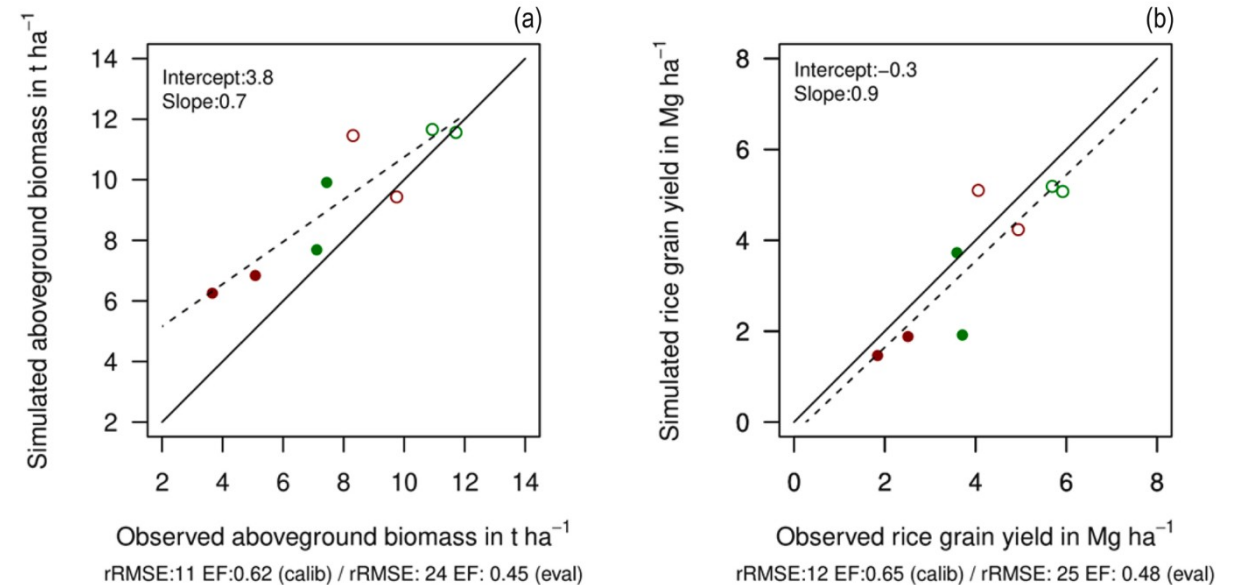 (a)
Simulated aboveground biomass in t ha⁻¹
14
12
10
8
6
4
2
Intercept:3.8
Slope:0.7
2 4 6 8 10 12 14
Observed aboveground biomass in t ha⁻¹
rRMSE:11 EF:0.62 (calib) / rRMSE: 24 EF: 0.45 (eval)
(b)
Simulated rice grain yield in Mg ha⁻¹
8
6
4
2
0
Intercept:−0.3
Slope:0.9
0 2 4 6 8
Observed rice grain yield in Mg ha⁻¹
rRMSE:12 EF:0.65 (calib) / rRMSE: 25 EF: 0.48 (eval)